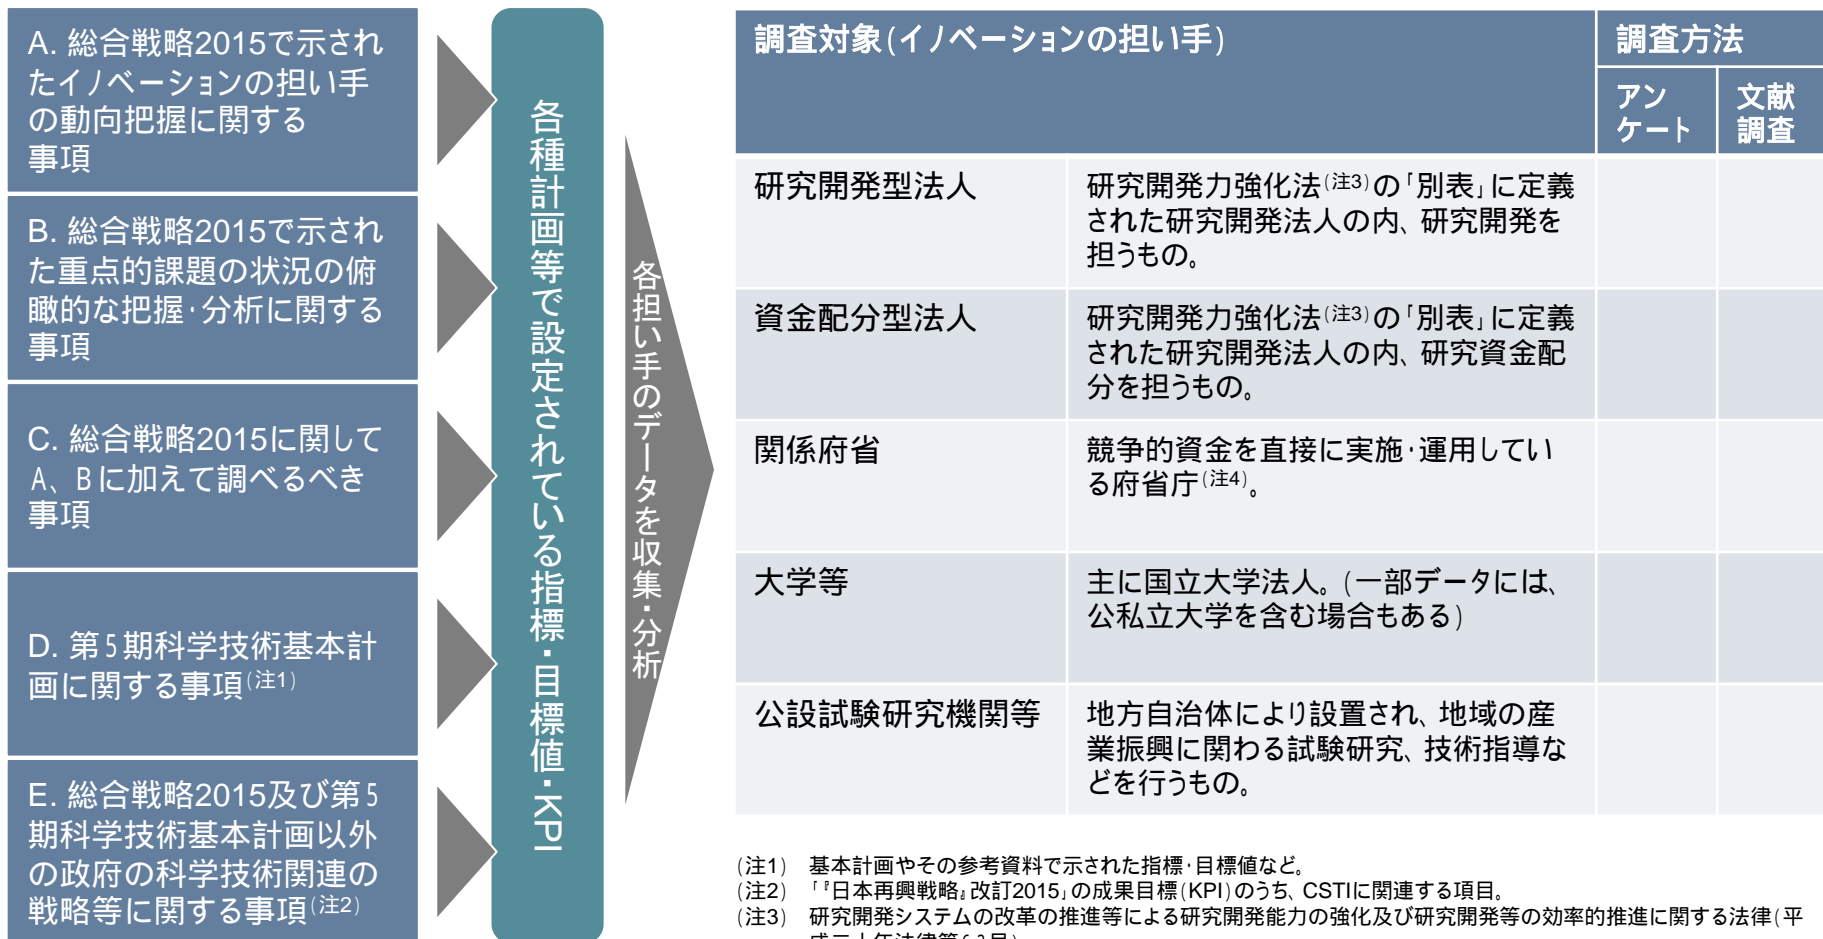 A. 総合戦略2015で示され
たイノベーションの担い手
の動向把握に関する
事項
B. 総合戦略2015で示され
た重点的課題の状況の俯
瞰的な把握・分析に関する
事項
C. 総合戦略2015に関して
A、Bに加えて調べるべき
事項
D. 第5期科学技術基本計
画に関する事項(注1)
E. 総合戦略2015及び第5
期科学技術基本計画以外
の政府の科学技術関連の
戦略等に関する事項(注2)
各種計画等で設定されている指標・目標値・KPI
各担い手のデータを収集・分析
調査対象(イノベーションの担い手)
調査方法
アン
ケート
文献
調査
研究開発型法人
研究開発力強化法(注3)の「別表」に定義
された研究開発法人の内、研究開発を
担うもの。
資金配分型法人
研究開発力強化法(注3)の「別表」に定義
された研究開発法人の内、研究資金配
分を担うもの。
関係府省
競争的資金を直接に実施・運用してい
る府省庁(注4)。
大学等
主に国立大学法人。(一部データには、
公私立大学を含む場合もある)
公設試験研究機関等
地方自治体により設置され、地域の産
業振興に関わる試験研究、技術指導な
どを行うもの。
(注1) 基本計画やその参考資料で示された指標・目標値など。
(注2) 「『日本再興戦略』改訂2015」の成果目標(KPI)のうち、CSTIに関連する項目。
(注3) 研究開発システムの改革の推進等による研究開発能力の強化及び研究開発等の効率的推進に関する法律(平